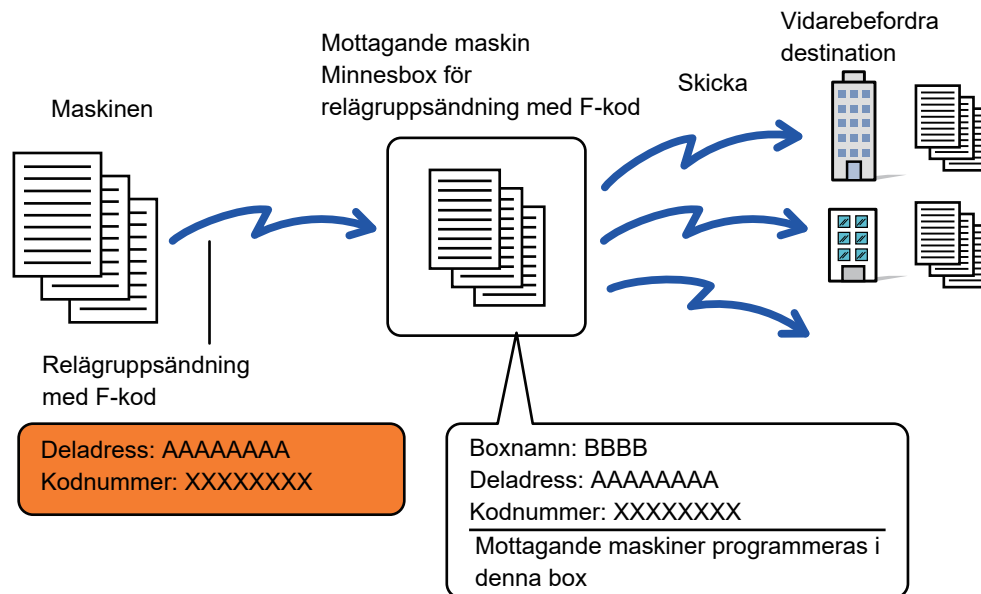 Maskinen
Mottagande maskin
Minnesbox för
relägruppsändning med F-kod
Skicka
Vidarebefordra
destination
Relägruppsändning
med F-kod
Deladress: AAAAAAAA
Kodnummer: XXXXXXXX
Boxnamn: BBBB
Deladress: AAAAAAAA
Kodnummer: XXXXXXXX
Mottagande maskiner programmeras i
denna box